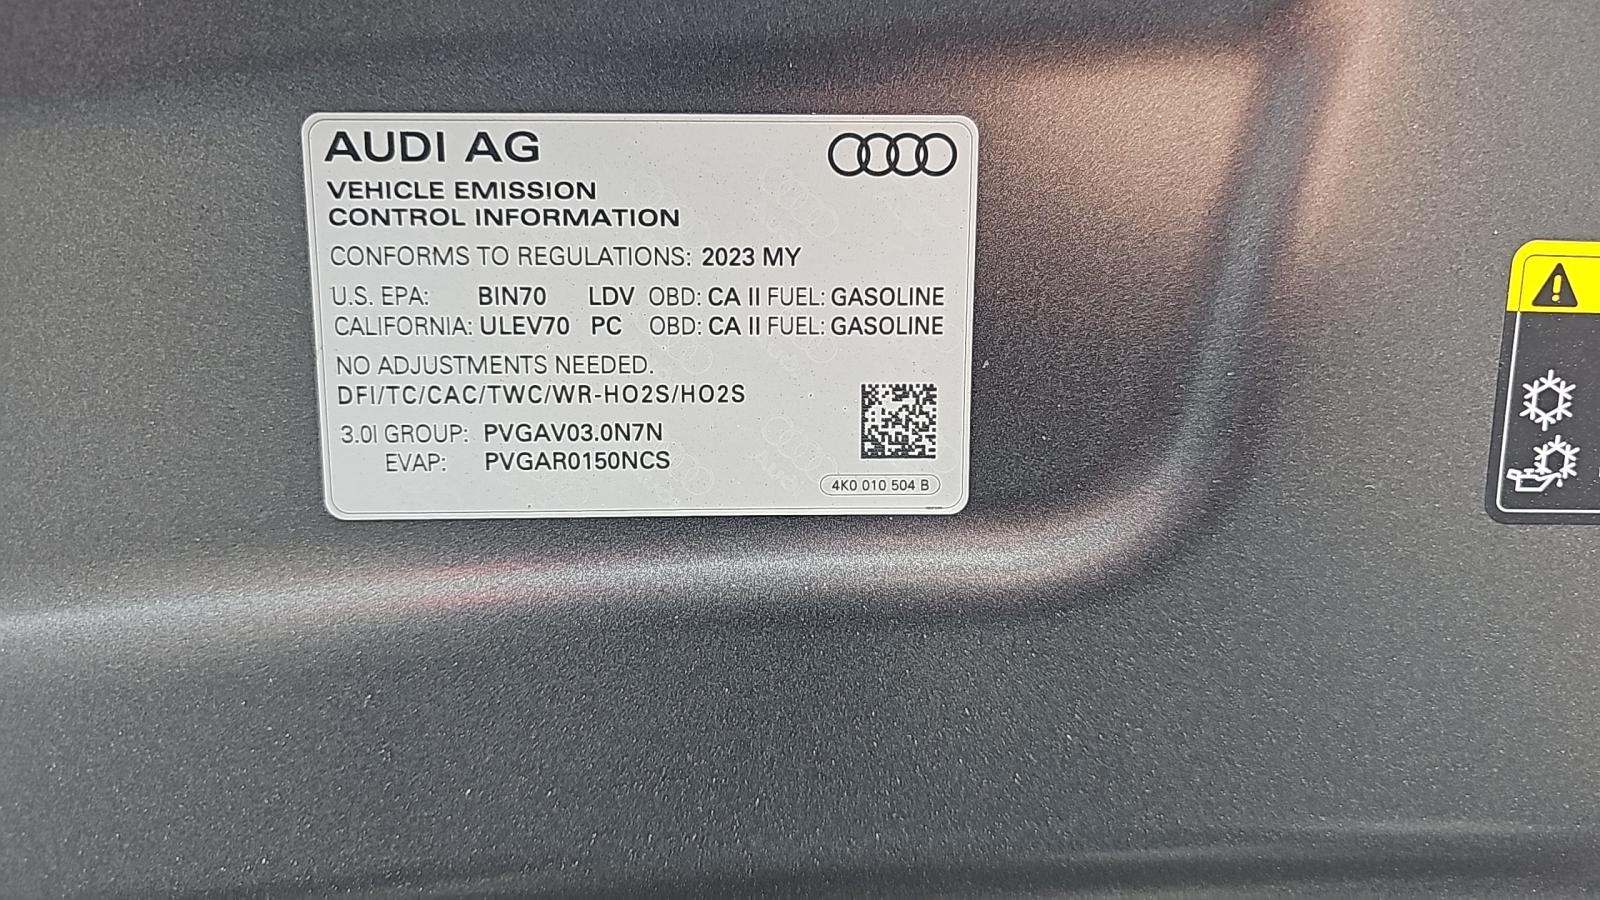 AUDI AG
VEHICLE EMISSION
CONTROL INFORMATION
CONFORMS TO REGULATIONS: 2023 MY
U.S. EPA: BIN70 LDV OBD: CA II FUEL: GASOLINE
CALIFORNIA: ULEV70 PC OBD: CA II FUEL: GASOLINE
NO ADJUSTMENTS NEEDED.
DFI/TC/CAC/TWC/WR-HO2S/HO2S
3.0l GROUP: PVGAV03.0N7N
EVAP: PVGAR0150NCS
4K0 010 504 B